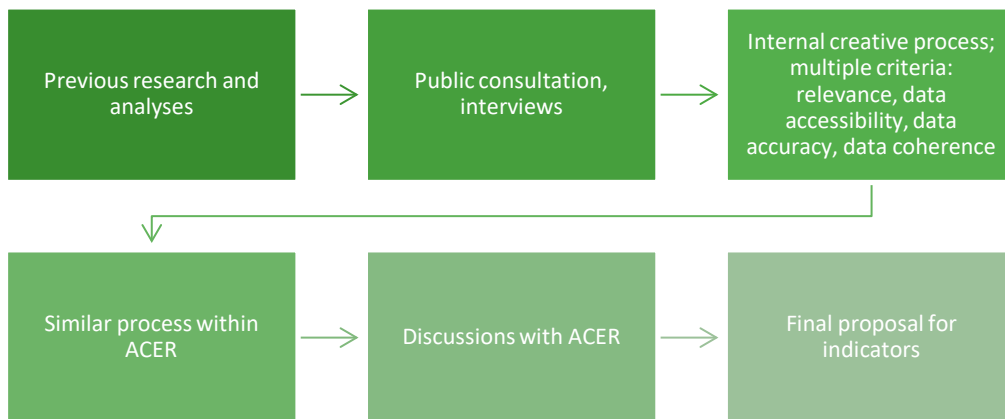 Previous research and
analyses
Public consultation,
interviews
Internal creative process;
multiple criteria:
relevance, data
accessibility, data
accuracy, data coherence
Similar process within
ACER
Discussions with ACER
Final proposal for
indicators